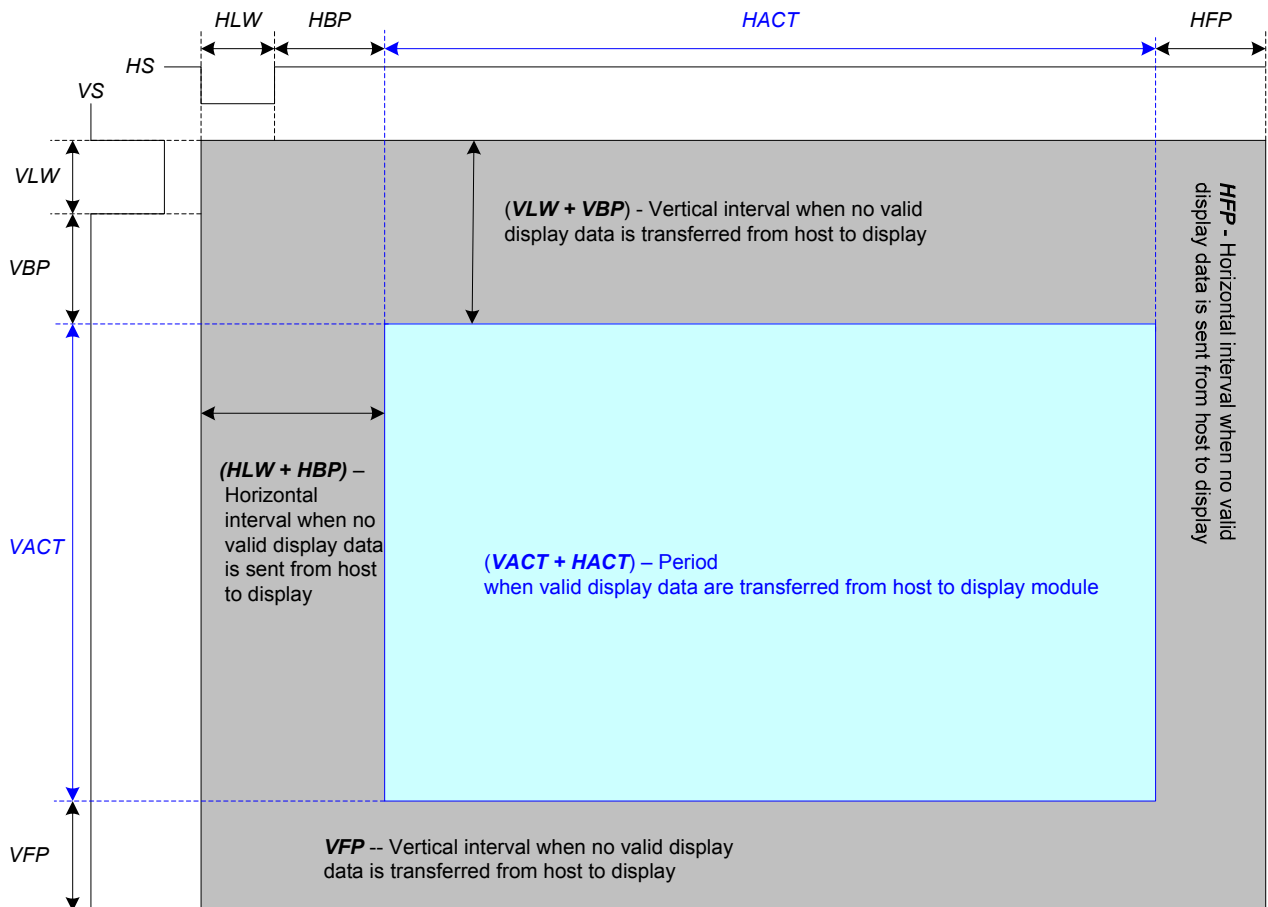 HLW
HBP
HACT
HFP
HS
VS
VLW
(VLW + VBP) - Vertical interval when no valid
display data is transferred from host to display
HFP - Horizontal interval when no valid
display data is sent from host to display
VBP
(HLW + HBP) –
Horizontal
interval when no
valid display data
is sent from host
to display
VACT
(VACT + HACT) – Period
when valid display data are transferred from host to display module
VFP
VFP -- Vertical interval when no valid display
data is transferred from host to display